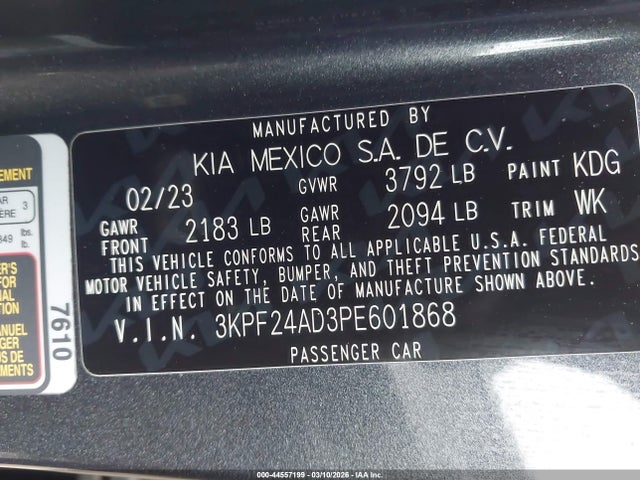 MANUFACTURED BY
KIA MEXICO S.A. DE C.V.
02/23 GVWR 3792 LB PAINT KDG
GAWR FRONT 2183 LB GAWR REAR 2094 LB TRIM WK
THIS VEHICLE CONFORMS TO ALL APPLICABLE U.S.A. FEDERAL
MOTOR VEHICLE SAFETY, BUMPER, AND THEFT PREVENTION STANDARDS
IN EFFECT ON THE DATE OF MANUFACTURE SHOWN ABOVE.
V.I.N. 3KPF24AD3PE601868
PASSENGER CAR
7610
000-44557199 - 03/10/2026 - IAA Inc.